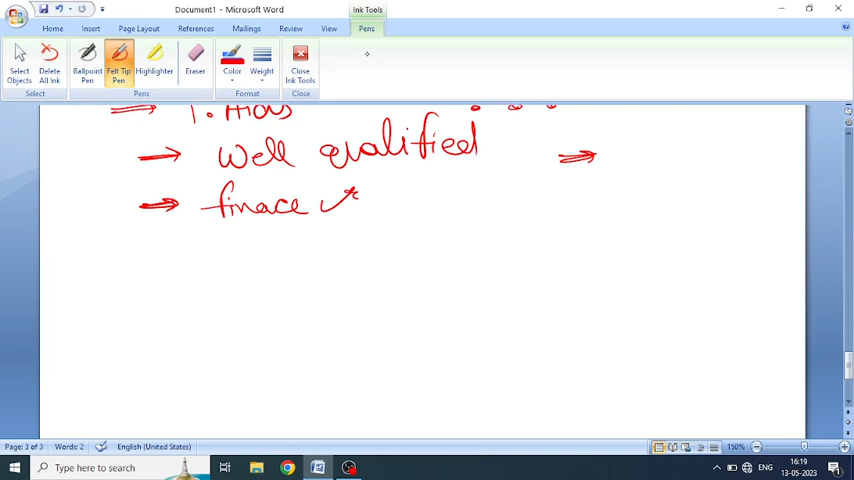 Document1 - Microsoft Word
Ink Tools
Home Insert Page Layout References Mailings Review View Pens
Select Objects
Delete All Ink
Ballpoint Pen
Felt Tip Pen
Highlighter
Eraser
Color
Weight
Close Ink Tools
Select Pens Format Close
⇒ → well qualified ⇒
⇒ finace ✓
Page: 3 of 3 Words: 2 English (United States) 150%
Type here to search
ENG
16:19
13-05-2023